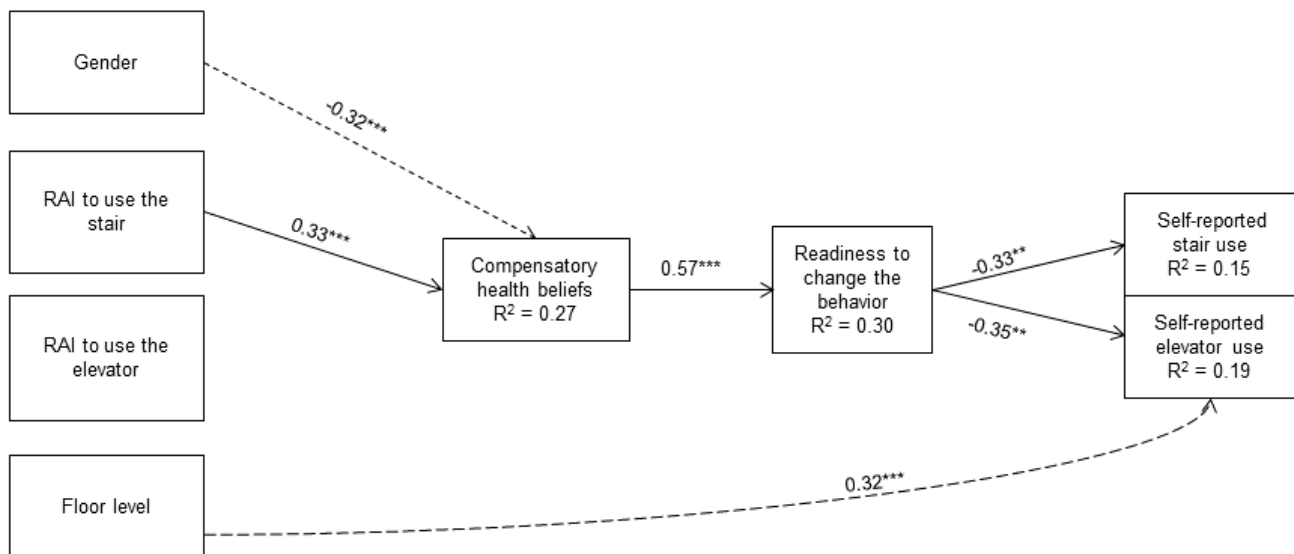 Gender
-0.32***
RAI to use the
stair
0.33***
RAI to use the
elevator
Floor level
Compensatory
health beliefs
R² = 0.27
0.57***
Readiness to
change the
behavior
R² = 0.30
-0.33**
-0.35**
Self-reported
stair use
R² = 0.15
Self-reported
elevator use
R² = 0.19
0.32***